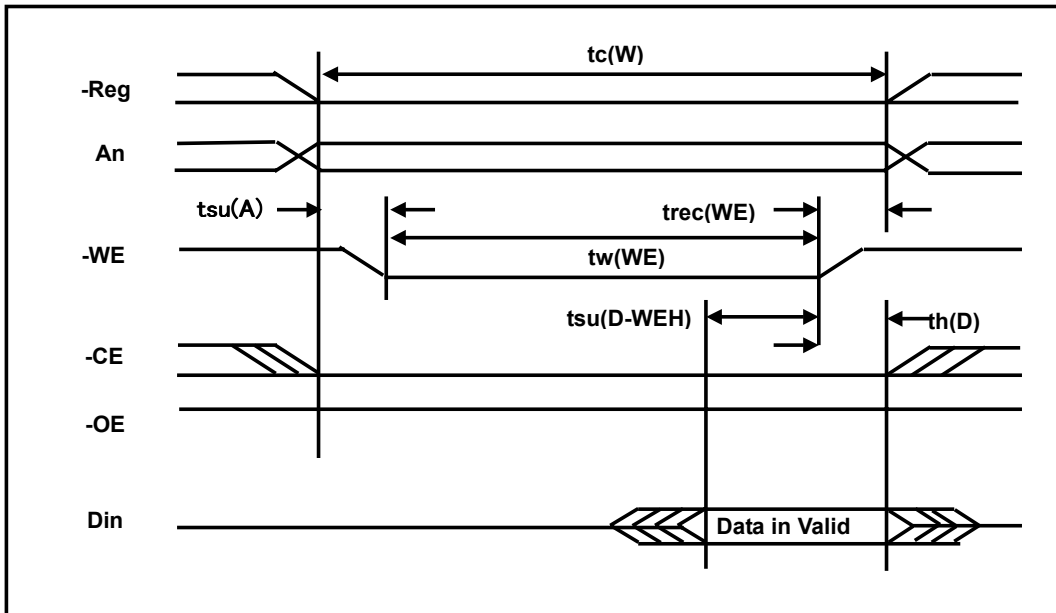 tc(W)
-Reg
An
tsu(A)
trec(WE)
-WE
tw(WE)
tsu(D-WEH)
th(D)
-CE
-OE
Din
Data in Valid